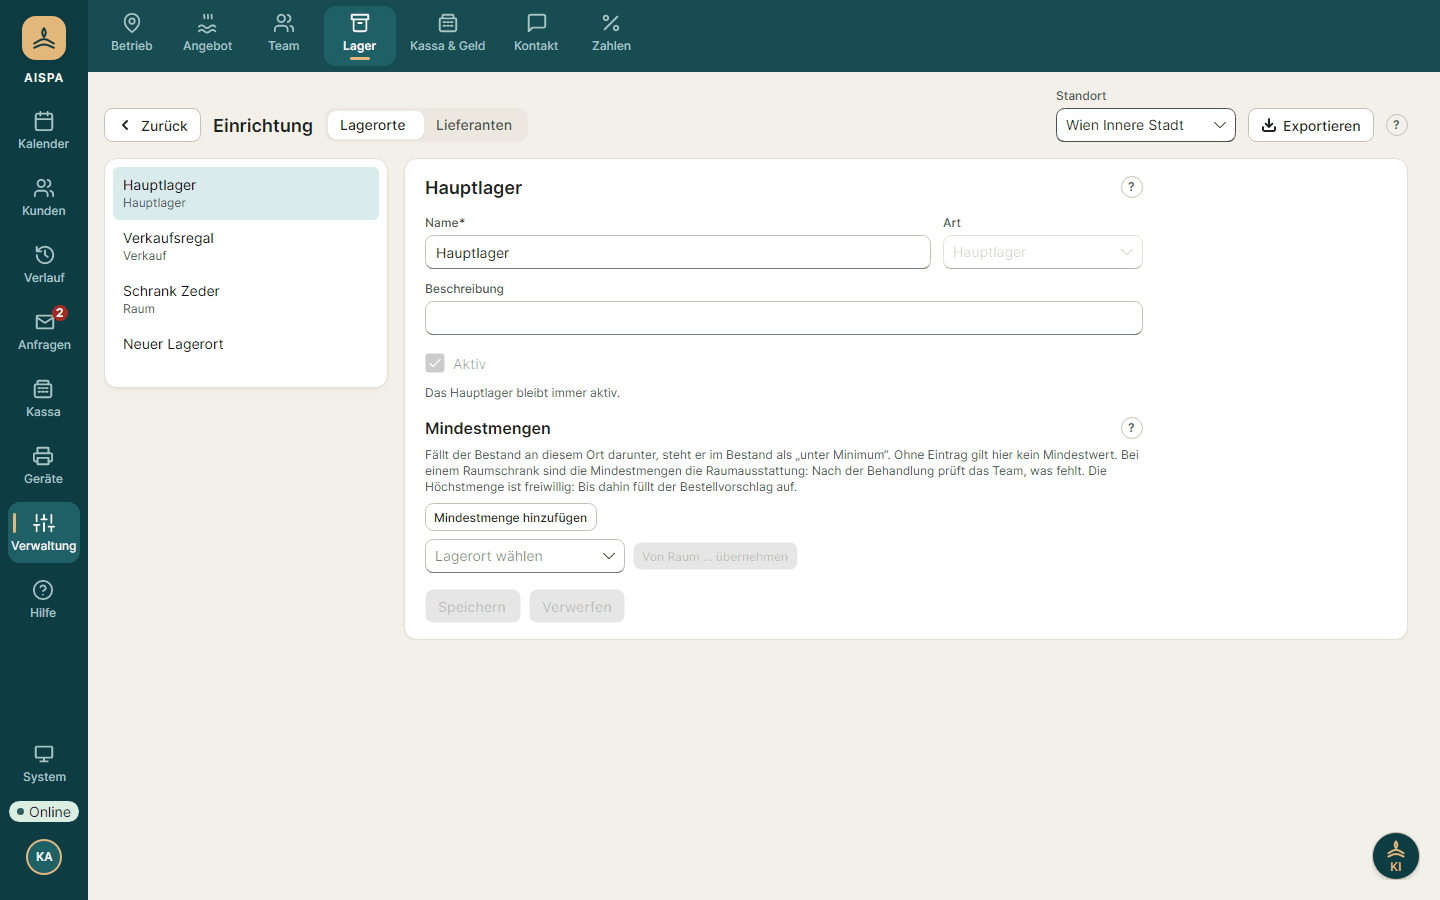 AISPA
Kalender
Kunden
Verlauf
2
Anfragen
Kassa
Geräte
Verwaltung
Hilfe
System
Online
KA
Betrieb
Angebot
Team
Lager
Kassa & Geld
Kontakt
Zahlen
Zurück
Einrichtung
Lagerorte
Lieferanten
Standort
Wien Innere Stadt
Exportieren
?
Hauptlager
Hauptlager
Verkaufsregal
Verkauf
Schrank Zeder
Raum
Neuer Lagerort
Hauptlager
?
Name*
Art
Hauptlager
Hauptlager
Beschreibung
Aktiv
Das Hauptlager bleibt immer aktiv.
Mindestmengen
?
Fällt der Bestand an diesem Ort darunter, steht er im Bestand als „unter Minimum“. Ohne Eintrag gilt hier kein Mindestwert. Bei
einem Raumschrank sind die Mindestmengen die Raumausstattung: Nach der Behandlung prüft das Team, was fehlt. Die
Höchstmenge ist freiwillig: Bis dahin füllt der Bestellvorschlag auf.
Mindestmenge hinzufügen
Lagerort wählen
Von Raum ... übernehmen
Speichern
Verwerfen
KI